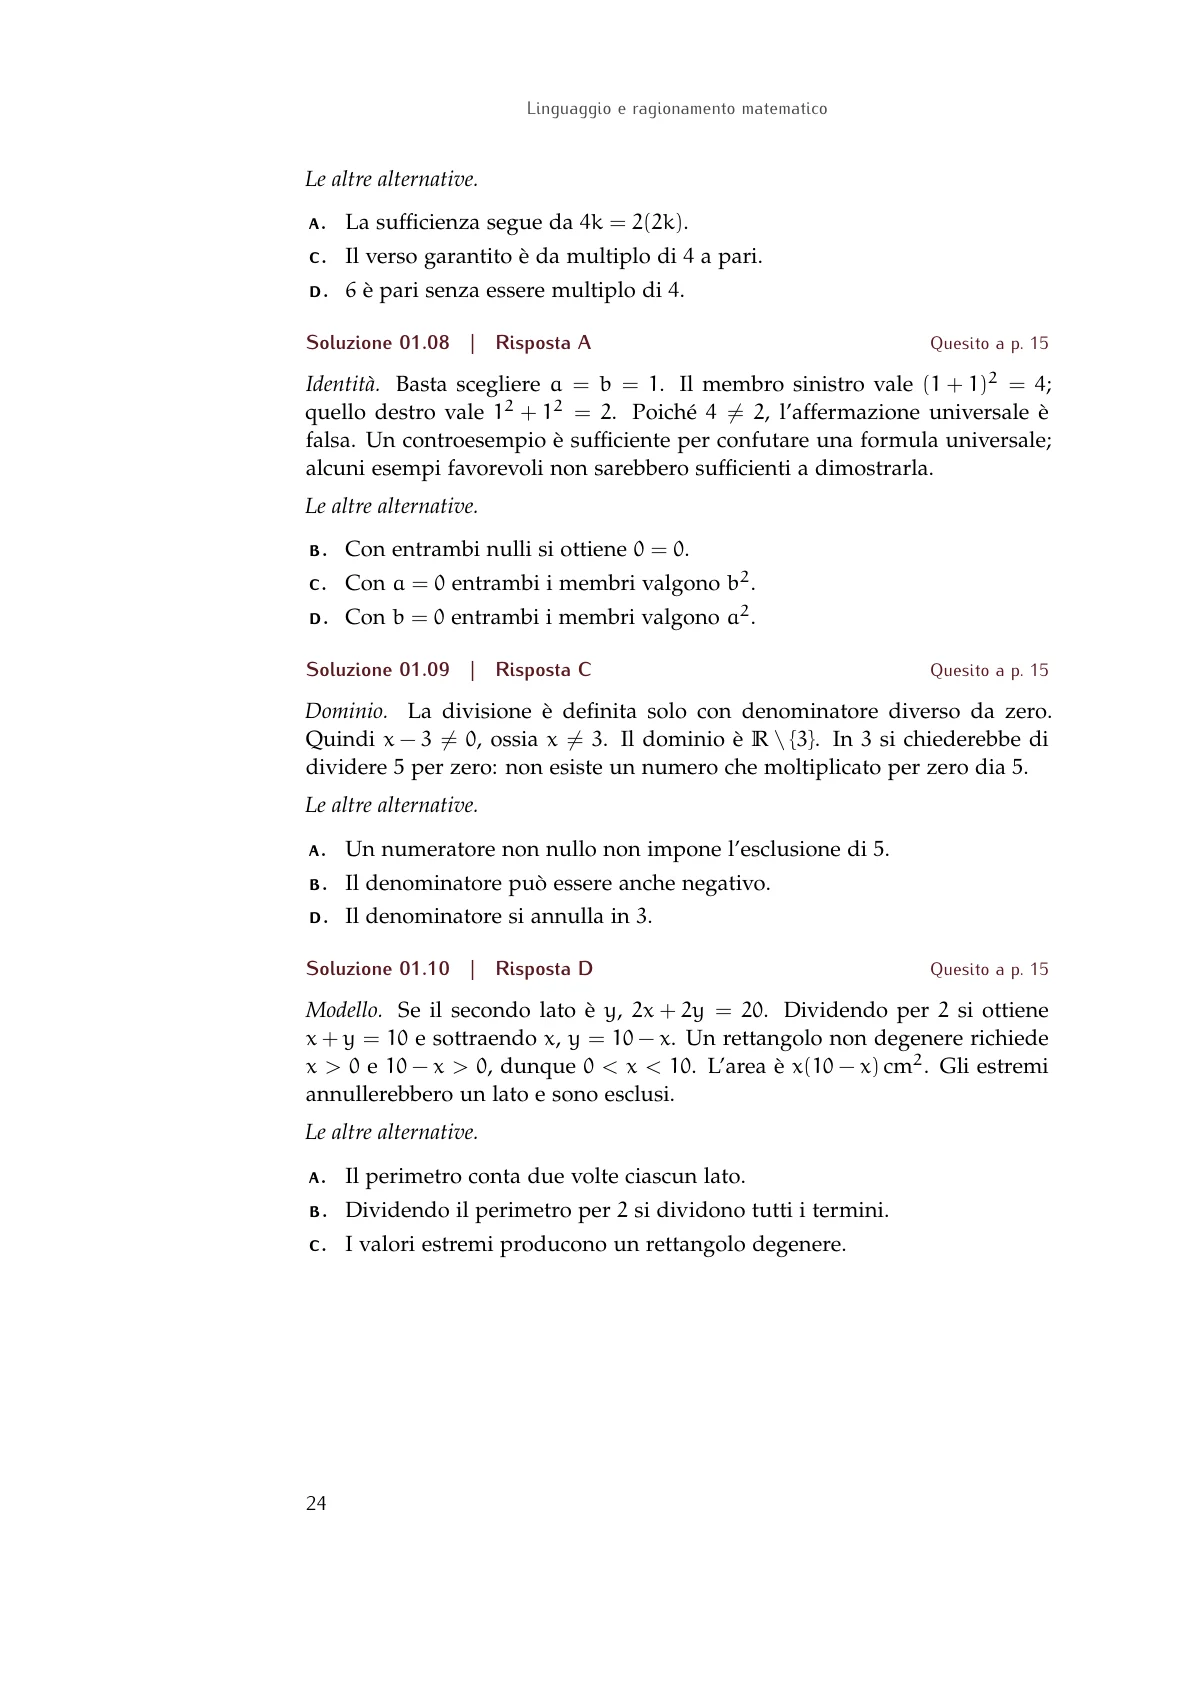 Linguaggio e ragionamento matematico
Le altre alternative.
A. La sufficienza segue da 4k = 2(2k).
C. Il verso garantito è da multiplo di 4 a pari.
D. 6 è pari senza essere multiplo di 4.
Soluzione 01.08 | Risposta A Quesito a p. 15
Identità. Basta scegliere a = b = 1. Il membro sinistro vale (1 + 1)² = 4;
quello destro vale 1² + 1² = 2. Poiché 4 ≠ 2, l’affermazione universale è
falsa. Un controesempio è sufficiente per confutare una formula universale;
alcuni esempi favorevoli non sarebbero sufficienti a dimostrarla.
Le altre alternative.
B. Con entrambi nulli si ottiene 0 = 0.
C. Con a = 0 entrambi i membri valgono b².
D. Con b = 0 entrambi i membri valgono a².
Soluzione 01.09 | Risposta C Quesito a p. 15
Dominio. La divisione è definita solo con denominatore diverso da zero.
Quindi x − 3 ≠ 0, ossia x ≠ 3. Il dominio è ℝ \ {3}. In 3 si chiederebbe di
dividere 5 per zero: non esiste un numero che moltiplicato per zero dia 5.
Le altre alternative.
A. Un numeratore non nullo non impone l’esclusione di 5.
B. Il denominatore può essere anche negativo.
D. Il denominatore si annulla in 3.
Soluzione 01.10 | Risposta D Quesito a p. 15
Modello. Se il secondo lato è y, 2x + 2y = 20. Dividendo per 2 si ottiene
x + y = 10 e sottraendo x, y = 10 − x. Un rettangolo non degenere richiede
x > 0 e 10 − x > 0, dunque 0 < x < 10. L’area è x(10 − x) cm². Gli estremi
annullerebbero un lato e sono esclusi.
Le altre alternative.
A. Il perimetro conta due volte ciascun lato.
B. Dividendo il perimetro per 2 si dividono tutti i termini.
C. I valori estremi producono un rettangolo degenere.
24